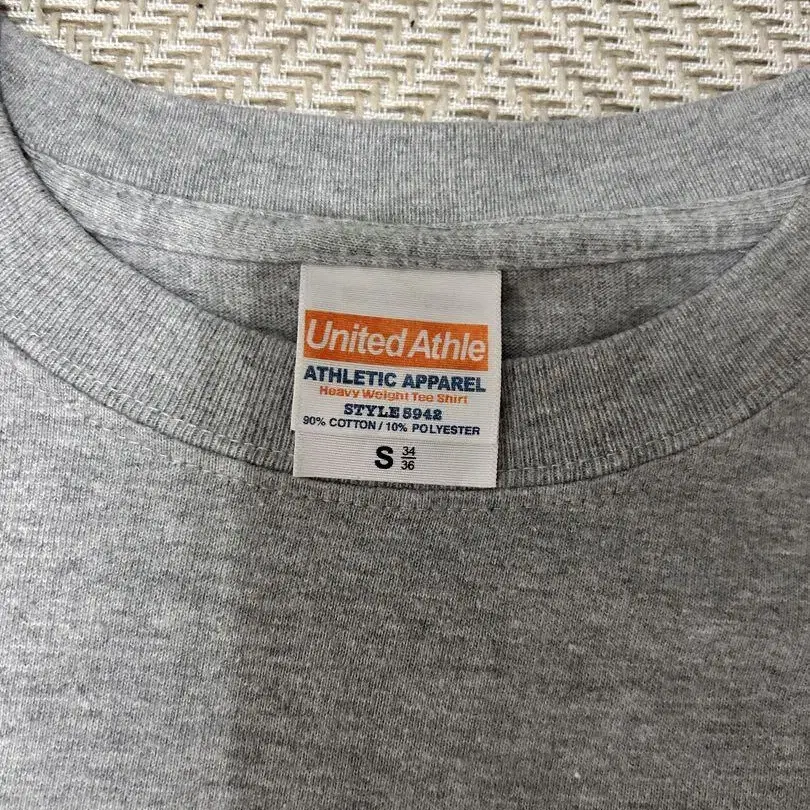 United Athle
ATHLETIC APPAREL
Heavy Weight Tee Shirt
STYLE 5942
90% COTTON / 10% POLYESTER
S 34
36